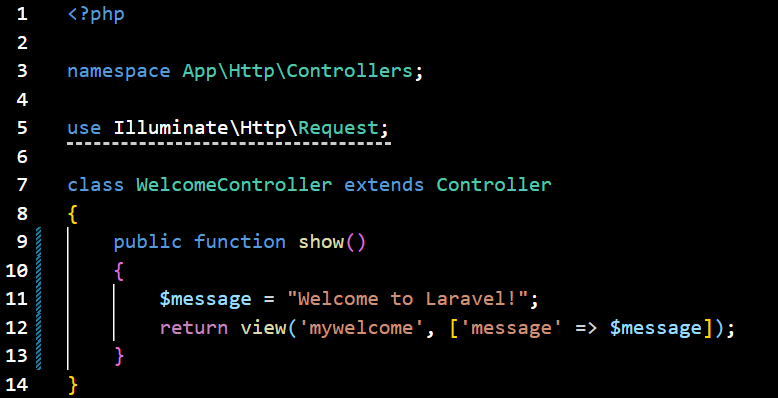 1 <?php
2
3 namespace App\Http\Controllers;
4
5 use Illuminate\Http\Request;
6
7 class WelcomeController extends Controller
8 {
9     public function show()
10     {
11         $message = "Welcome to Laravel!";
12         return view('mywelcome', ['message' => $message]);
13     }
14 }